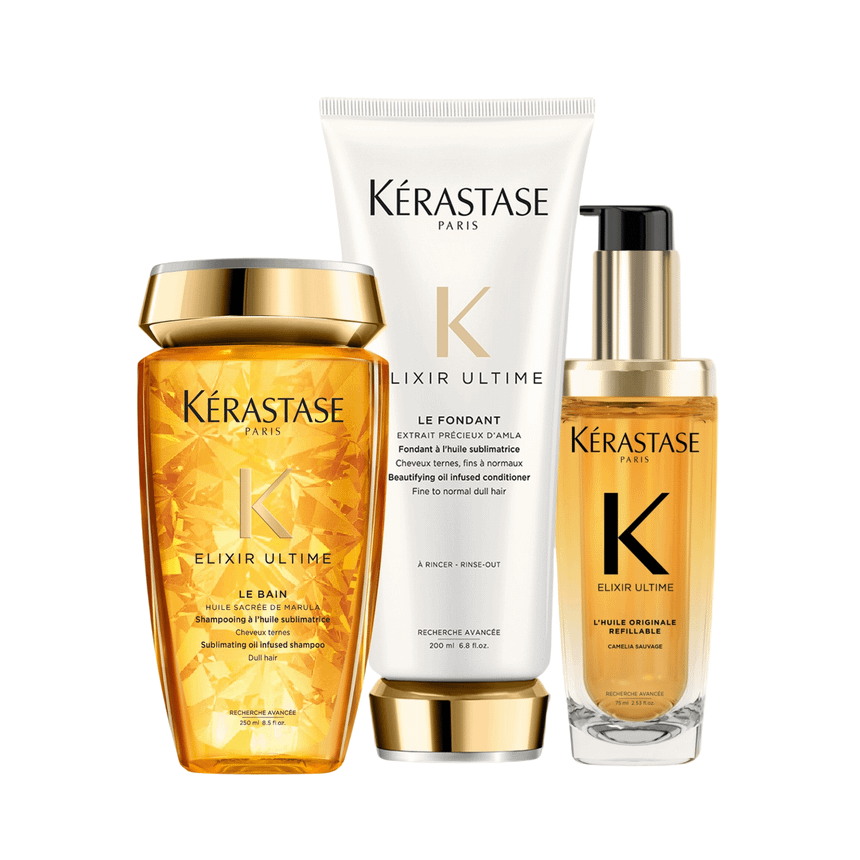 KÉRASTASE
PARIS
K
ELIXIR ULTIME
LE BAIN
HUILE SACRÉE DE MARULA
Shampooing à l'huile sublimatrice
Cheveux ternes
Sublimating oil infused shampoo
Dull hair
RECHERCHE AVANCÉE
250 ml 8.5 fl.oz.
KÉRASTASE
PARIS
K
LIXIR ULTIME
LE FONDANT
EXTRAIT PRÉCIEUX D'AMLA
Fondant à l'huile sublimatrice
Cheveux ternes, fins à normaux
Beautifying oil infused conditioner
Fine to normal dull hair
À RINCER - RINSE-OUT
RECHERCHE AVANCÉE
200 ml 6.8 fl.oz.
KÉRASTASE
PARIS
K
ELIXIR ULTIME
L'HUILE ORIGINALE
REFILLABLE
CAMELIA SAUVAGE
RECHERCHE AVANCÉE
75 ml 2.53 fl.oz.